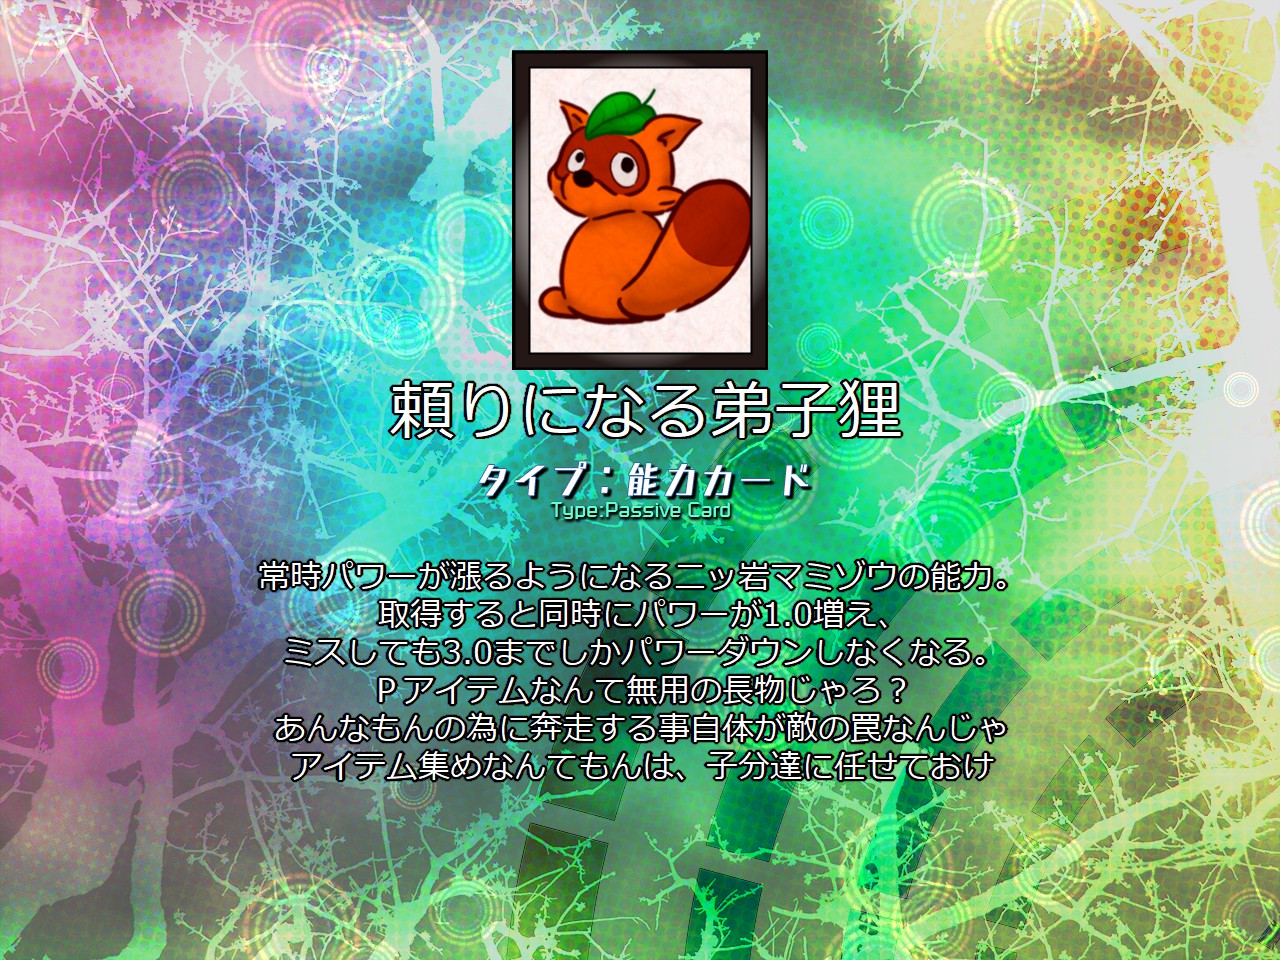 頼りになる弟子狸
タイプ：能力カード
Type:Passive Card
常時パワーが漲るようになる二ッ岩マミゾウの能力。
取得すると同時にパワーが1.0増え、
ミスしても3.0までしかパワーダウンしなくなる。
Ｐアイテムなんて無用の長物じゃろ？
あんなもんの為に奔走する事自体が敵の罠なんじゃ
アイテム集めなんてもんは、子分達に任せておけ